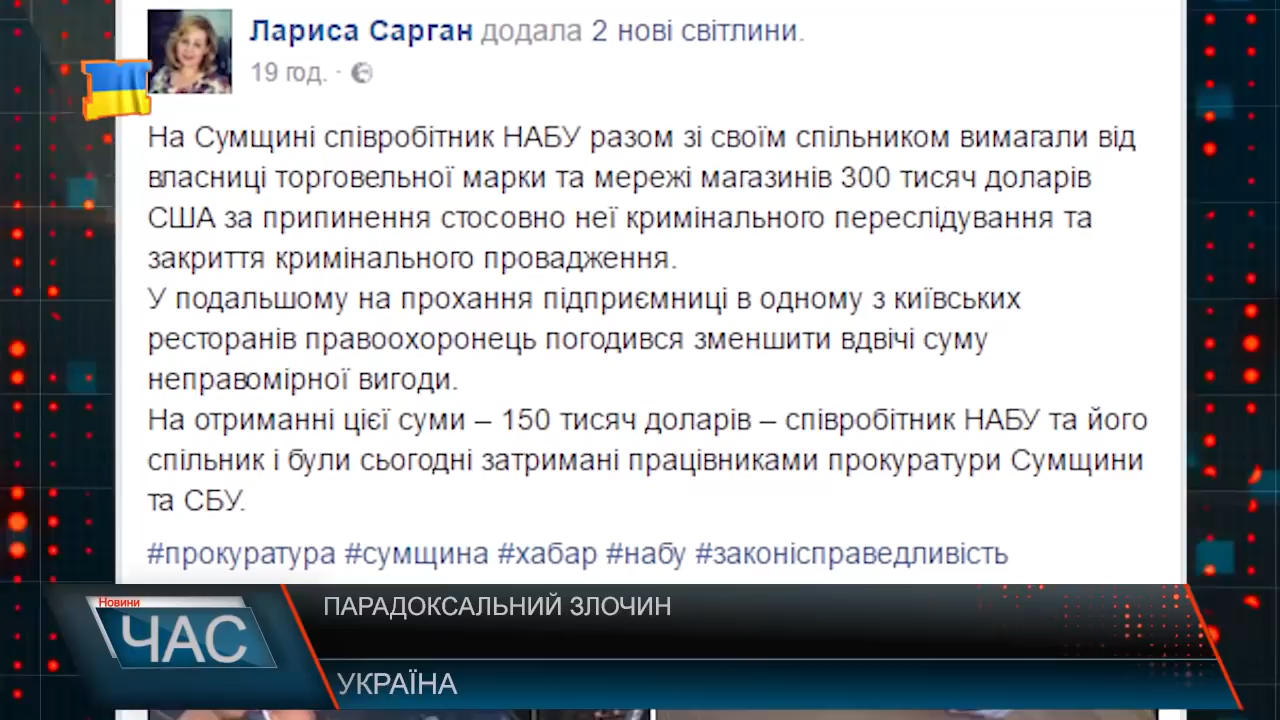 Лариса Сарган додала 2 нові світлини.
19 год. ·
На Сумщині співробітник НАБУ разом зі своїм спільником вимагали від
власниці торговельної марки та мережі магазинів 300 тисяч доларів
США за припинення стосовно неї кримінального переслідування та
закриття кримінального провадження.
У подальшому на прохання підприємниці в одному з київських
ресторанів правоохоронець погодився зменшити вдвічі суму
неправомірної вигоди.
На отриманні цієї суми – 150 тисяч доларів – співробітник НАБУ та його
спільник і були сьогодні затримані працівниками прокуратури Сумщини
та СБУ.
#прокуратура #сумщина #хабар #набу #законісправедливість
Новини
ЧАС
ПАРАДОКСАЛЬНИЙ ЗЛОЧИН
УКРАЇНА